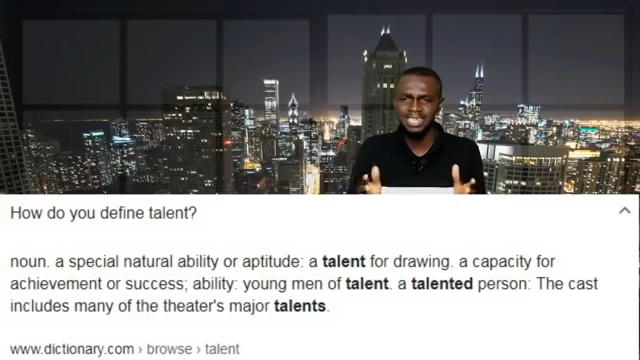 How do you define talent?
noun. a special natural ability or aptitude: a talent for drawing. a capacity for
achievement or success; ability: young men of talent. a talented person: The cast
includes many of the theater's major talents.
www.dictionary.com › browse › talent